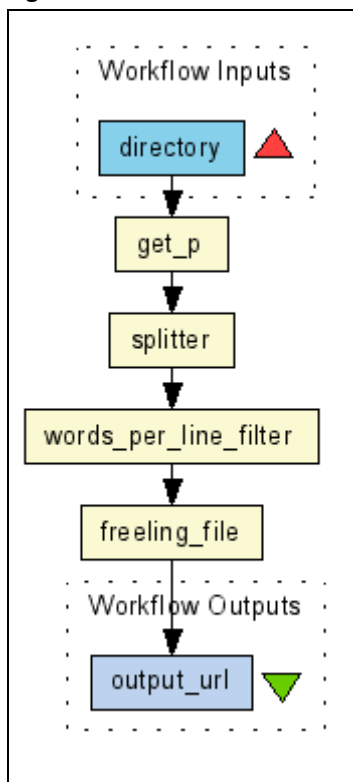 Workflow Inputs
directory
get_p
splitter
words_per_line_filter
freeling_file
Workflow Outputs
output_url